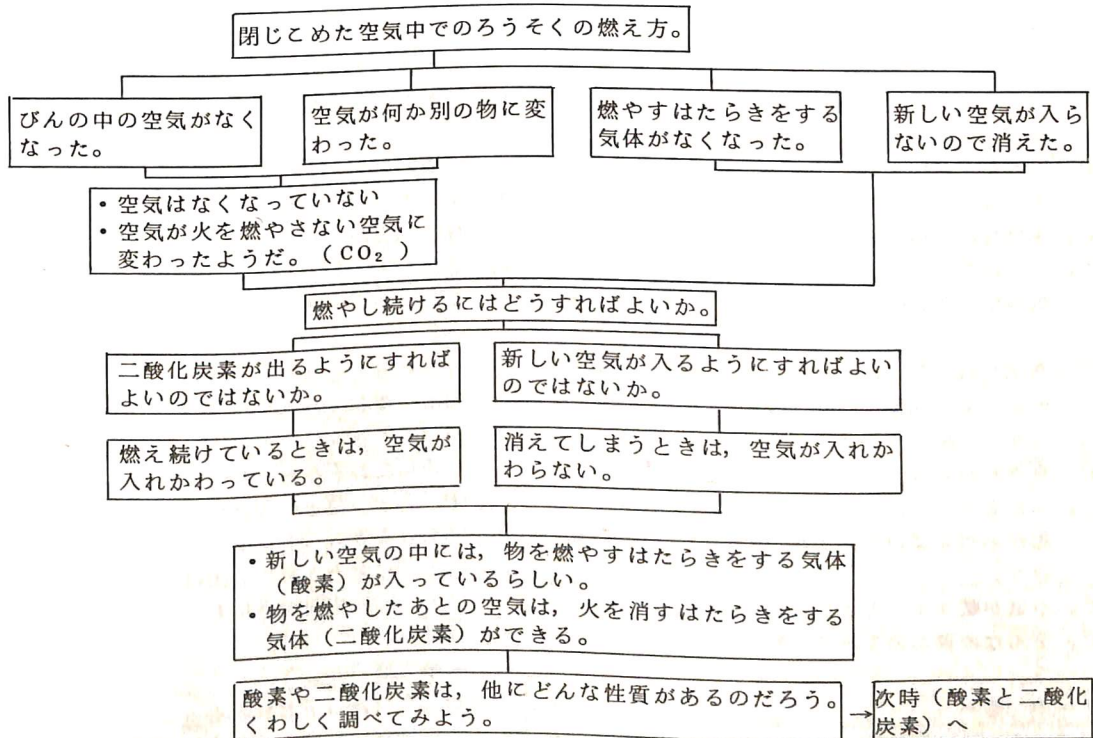 閉じこめた空気中でのろうそくの燃え方。
びんの中の空気がなく
なった。
空気が何か別の物に変
わった。
燃やすはたらきをする
気体がなくなった。
新しい空気が入ら
ないので消えた。
・空気はなくなっていない
・空気が火を燃やさない空気に
変わったようだ。(CO₂)
燃やし続けるにはどうすればよいか。
二酸化炭素が出るようにすれば
よいのではないか。
新しい空気が入るようにすればよい
のではないか。
燃え続けているときは,空気が
入れかわっている。
消えてしまうときは,空気が入れか
わらない。
・新しい空気の中には,物を燃やすはたらきをする気体
(酸素)が入っているらしい。
・物を燃やしたあとの空気は,火を消すはたらきをする
気体(二酸化炭素)ができる。
酸素や二酸化炭素は,他にどんな性質があるのだろう。
くわしく調べてみよう。
→
次時(酸素と二酸化
炭素)へ